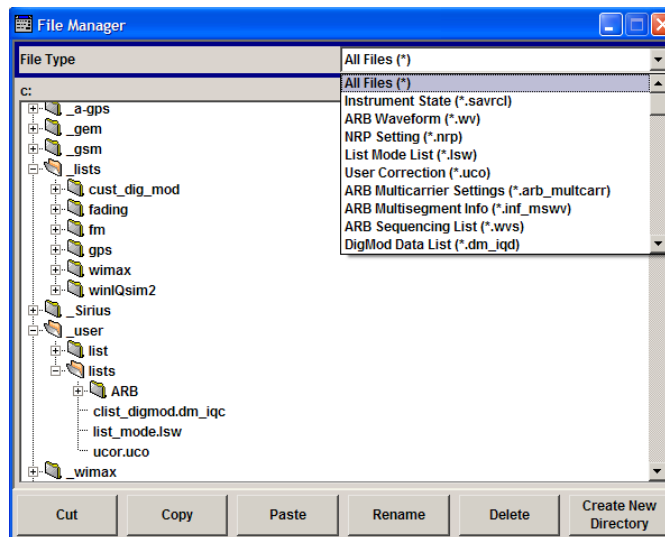 File Manager
File Type
All Files (*)
c:
All Files (*)
Instrument State (*.savrcl)
ARB Waveform (*.wv)
NRP Setting (*.nrp)
List Mode List (*.lsw)
User Correction (*.uco)
ARB Multicarrier Settings (*.arb_multcarr)
ARB Multisegment Info (*.inf_mswv)
ARB Sequencing List (*.wvs)
DigMod Data List (*.dm_iqd)
_a-gps
_gem
_gsm
_lists
cust_dig_mod
fading
fm
gps
wimax
winIQsim2
_Sirius
_user
list
lists
ARB
clist_digmod.dm_iqc
list_mode.lsw
ucor.uco
_wimax
Cut
Copy
Paste
Rename
Delete
Create New
Directory